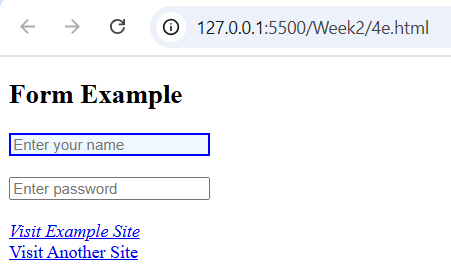 127.0.0.1:5500/Week2/4e.html
Form Example
Enter your name
Enter password
Visit Example Site
Visit Another Site